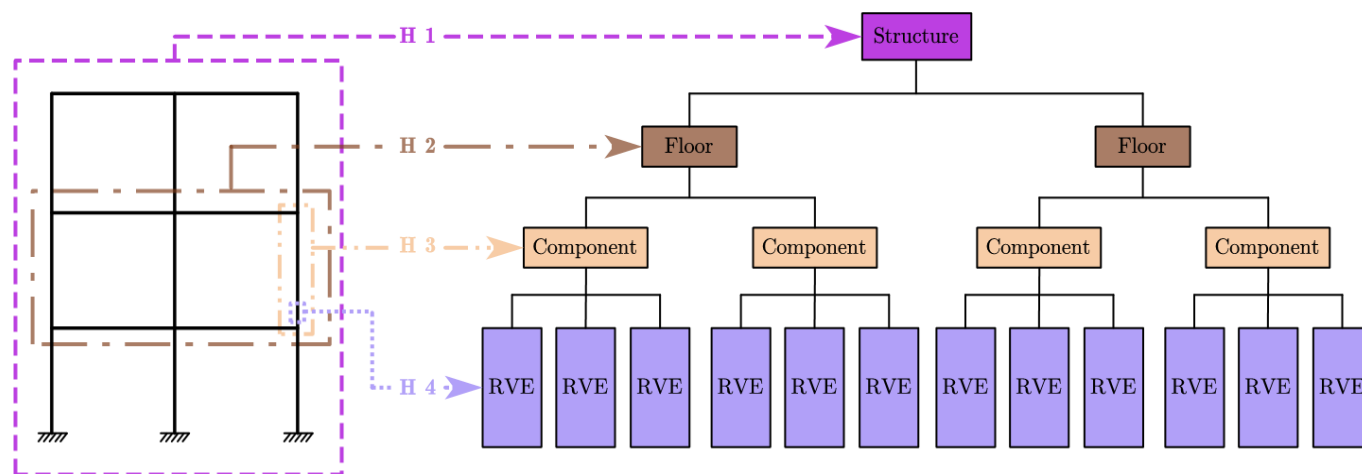 H 1 Structure
H 2 Floor Floor
H 3 Component Component Component Component
H 4 RVE RVE RVE RVE RVE RVE RVE RVE RVE RVE RVE RVE